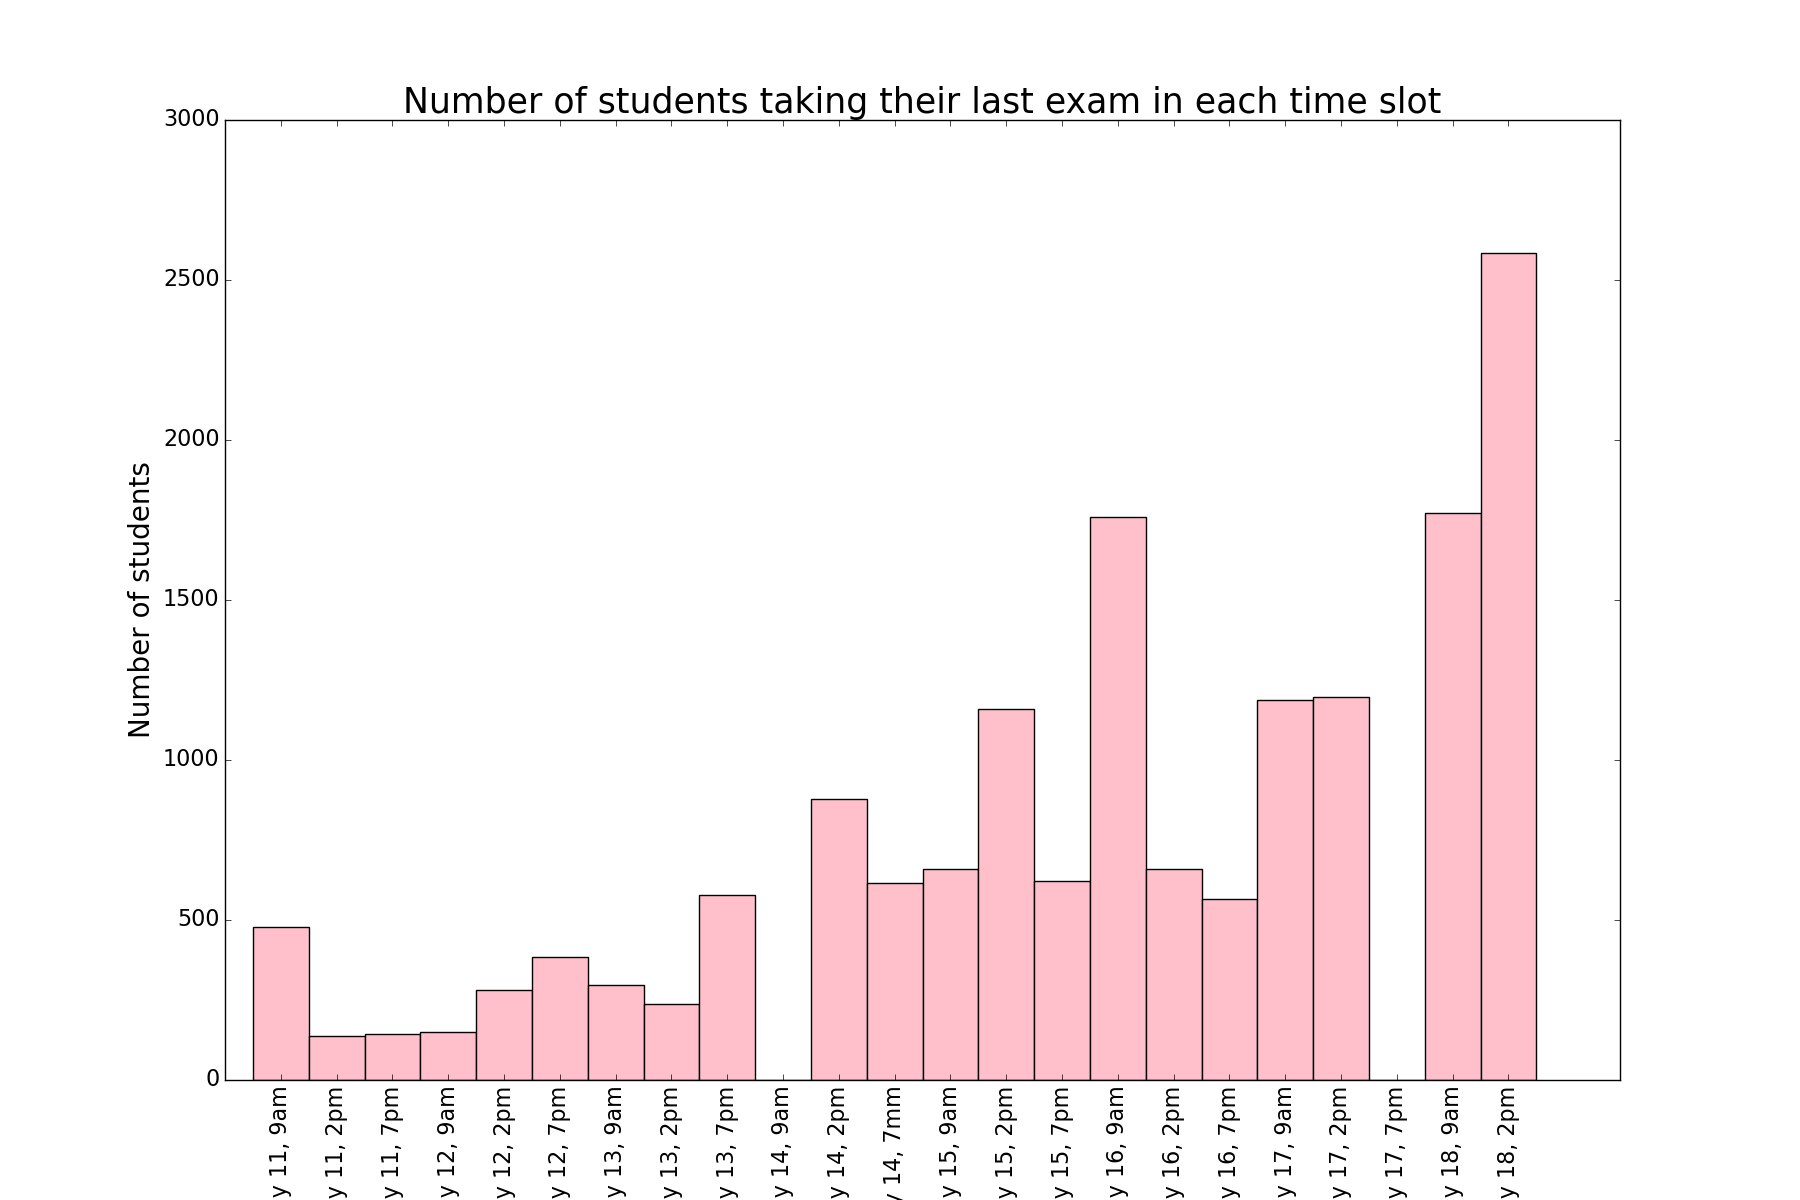 Number of students taking their last exam in each time slot
3000
2500
2000
1500
1000
500
0
Number of students
y 11, 9am
y 11, 2pm
y 11, 7pm
y 12, 9am
y 12, 2pm
y 12, 7pm
y 13, 9am
y 13, 2pm
y 13, 7pm
y 14, 9am
y 14, 2pm
y 14, 7mm
y 15, 9am
y 15, 2pm
y 15, 7pm
y 16, 9am
y 16, 2pm
y 16, 7pm
y 17, 9am
y 17, 2pm
y 17, 7pm
y 18, 9am
y 18, 2pm